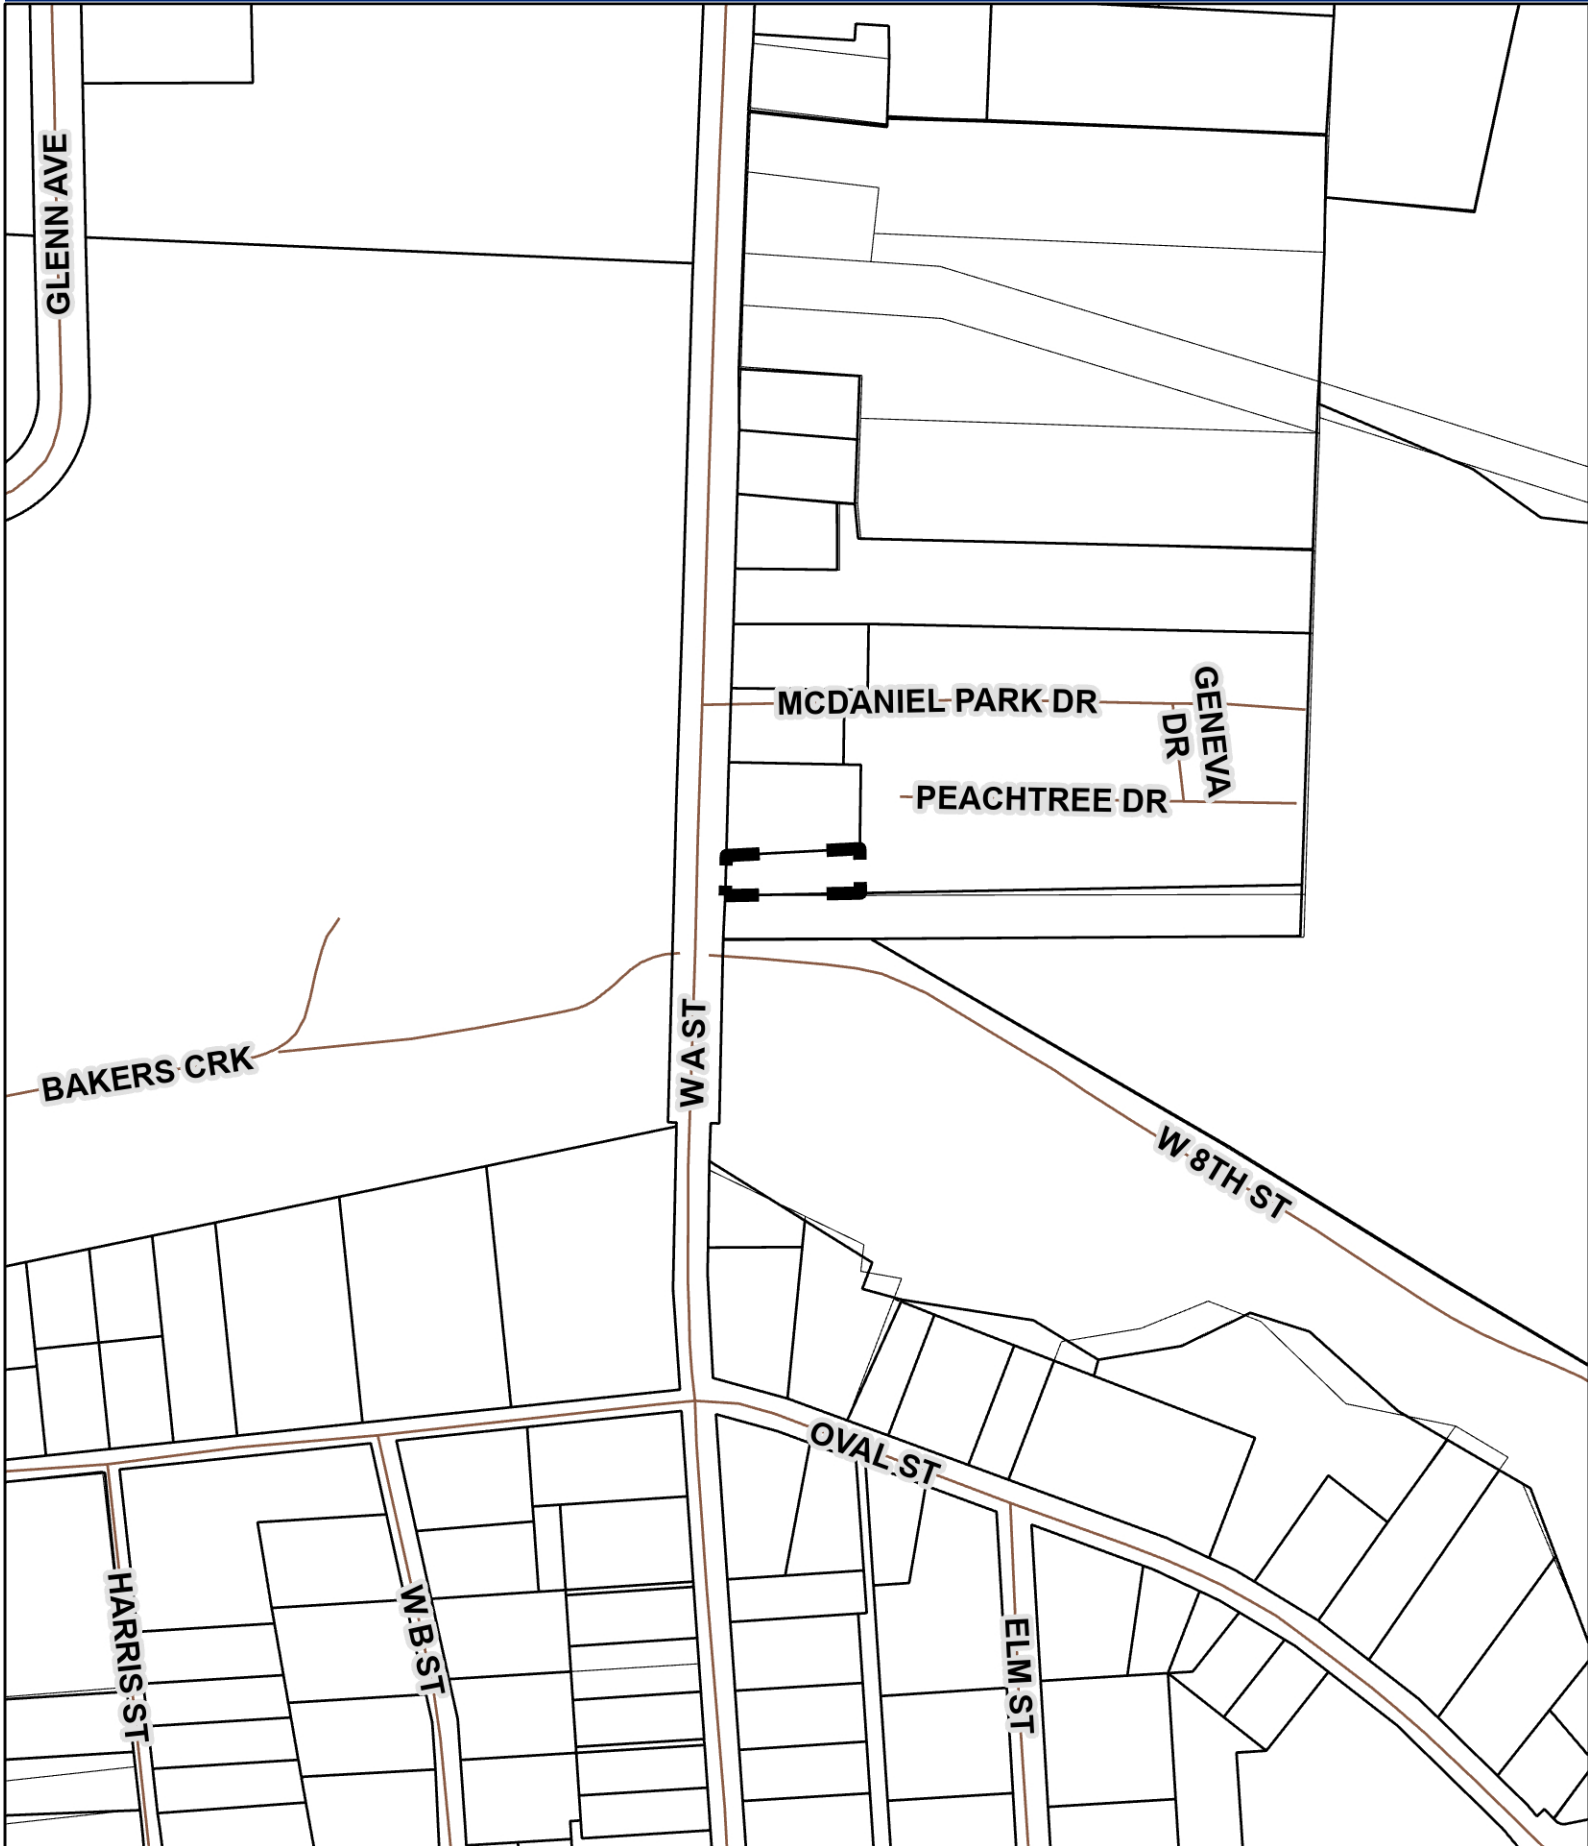 GLENN AVE
MCDANIEL PARK DR
GENEVA
DR
PEACHTREE DR
BAKERS CRK
W A ST
W 8TH ST
OVAL ST
HARRIS ST
W B ST
ELM ST